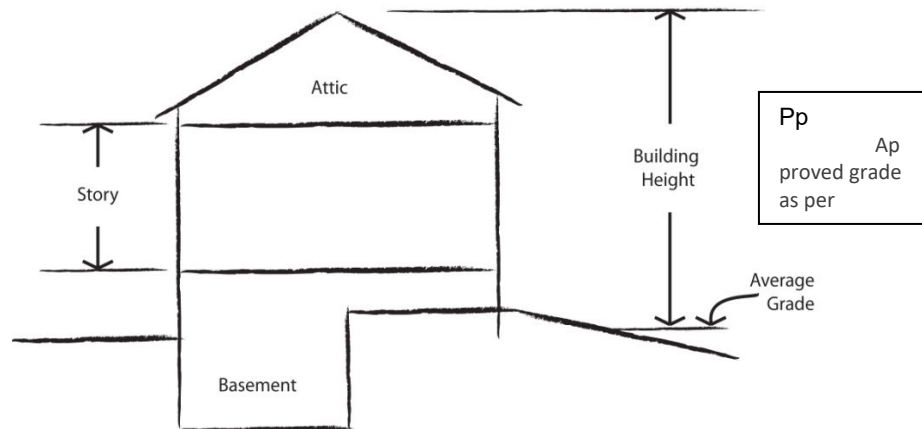 Attic
Story
Building
Height
Pp
Ap
proved grade
as per
Average
Grade
Basement